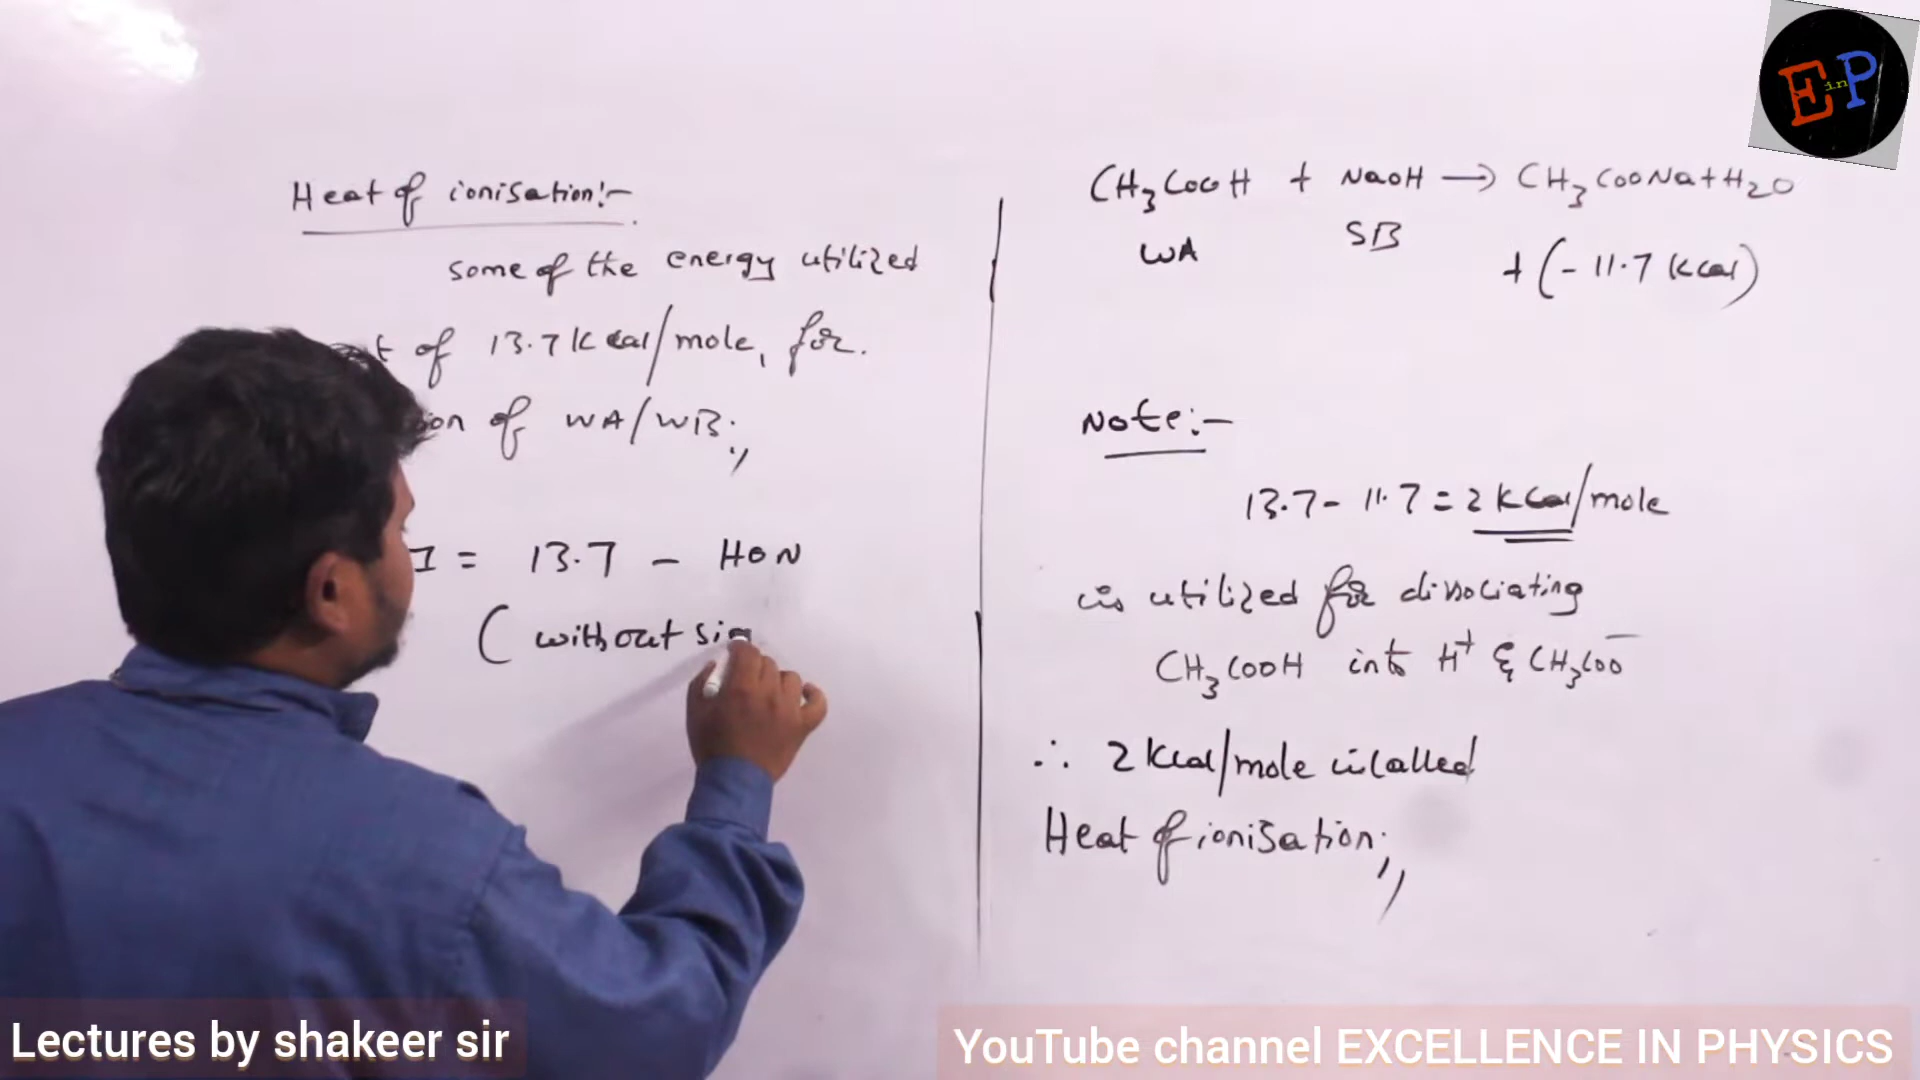 Heat of ionisation:-
some of the energy utilized
of 13.7 Kcal/mole, for.
of WA/WB;,
I = 13.7 - HON
( without sig
CH3COOH + NaOH → CH3COONa + H2O
WA SB
+ (- 11.7 Kcal)
Note:-
13.7 - 11.7 = 2 Kcal/mole
is utilized for dissociating
CH3COOH into H+ & CH3COO-
∴ 2 Kcal/mole is called
Heat of ionisation;,
E in P
Lectures by shakeer sir
YouTube channel EXCELLENCE IN PHYSICS